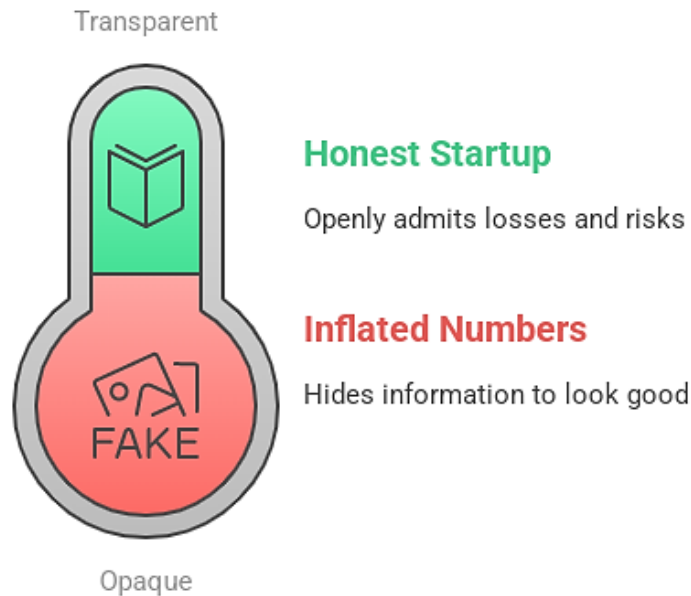 Transparent
Honest Startup
Openly admits losses and risks
Inflated Numbers
Hides information to look good
FAKE
Opaque